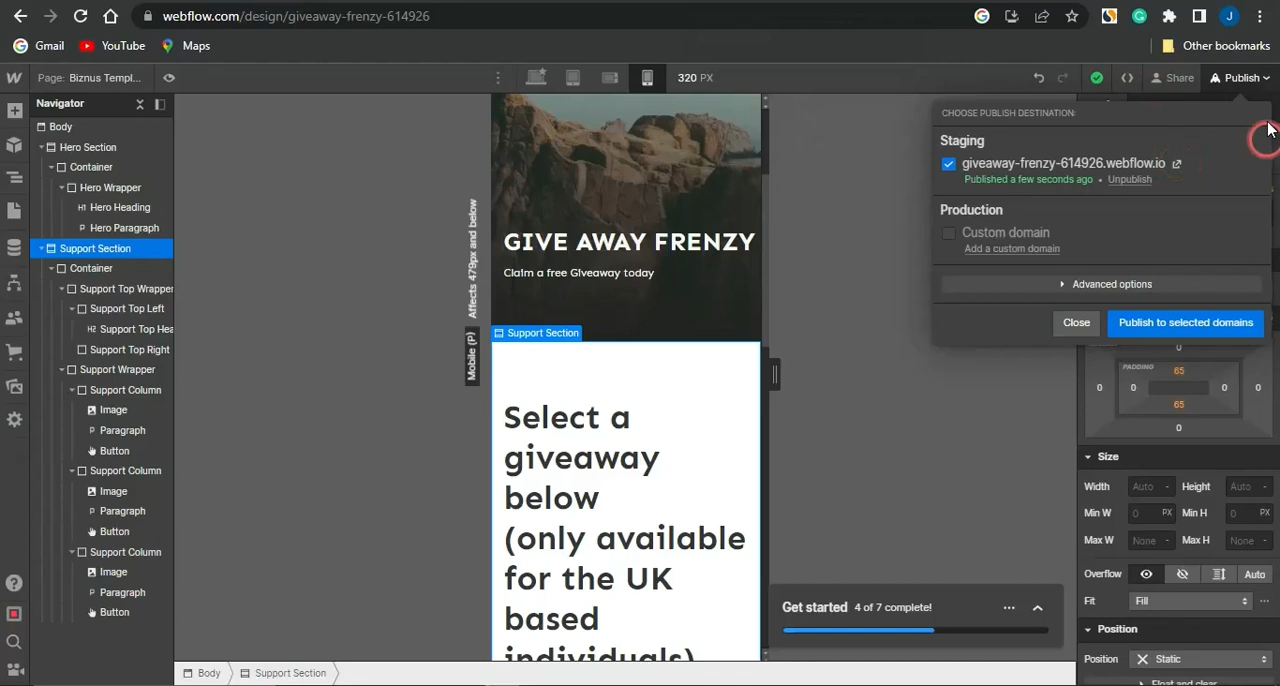 webflow.com/design/giveaway-frenzy-614926
J
Gmail YouTube Maps Other bookmarks
Page: Biznus Templ... 320 PX Share Publish
Navigator
Body
Hero Section
Container
Hero Wrapper
H1 Hero Heading
P Hero Paragraph
Support Section
Container
Support Top Wrapper
Support Top Left
H2 Support Top Hea
Support Top Right
Support Wrapper
Support Column
Image
P Paragraph
Button
Support Column
Image
P Paragraph
Button
Support Column
Image
P Paragraph
Button
Affects 479px and below
Mobile (P)
GIVE AWAY FRENZY
Claim a free Giveaway today
Support Section
Select a
giveaway
below
(only available
for the UK
based
individuals)
CHOOSE PUBLISH DESTINATION:
Staging
giveaway-frenzy-614926.webflow.io
Published a few seconds ago • Unpublish
Production
Custom domain
Add a custom domain
Advanced options
Close Publish to selected domains
0
PADDING 65
0 0 0 0
65
0
Size
Width Auto - Height Auto -
Min W 0 PX Min H 0 PX
Max W None - Max H None -
Overflow Auto
Fit Fill
Position
Position Static
Float and clear
Get started 4 of 7 complete!
Body Support Section